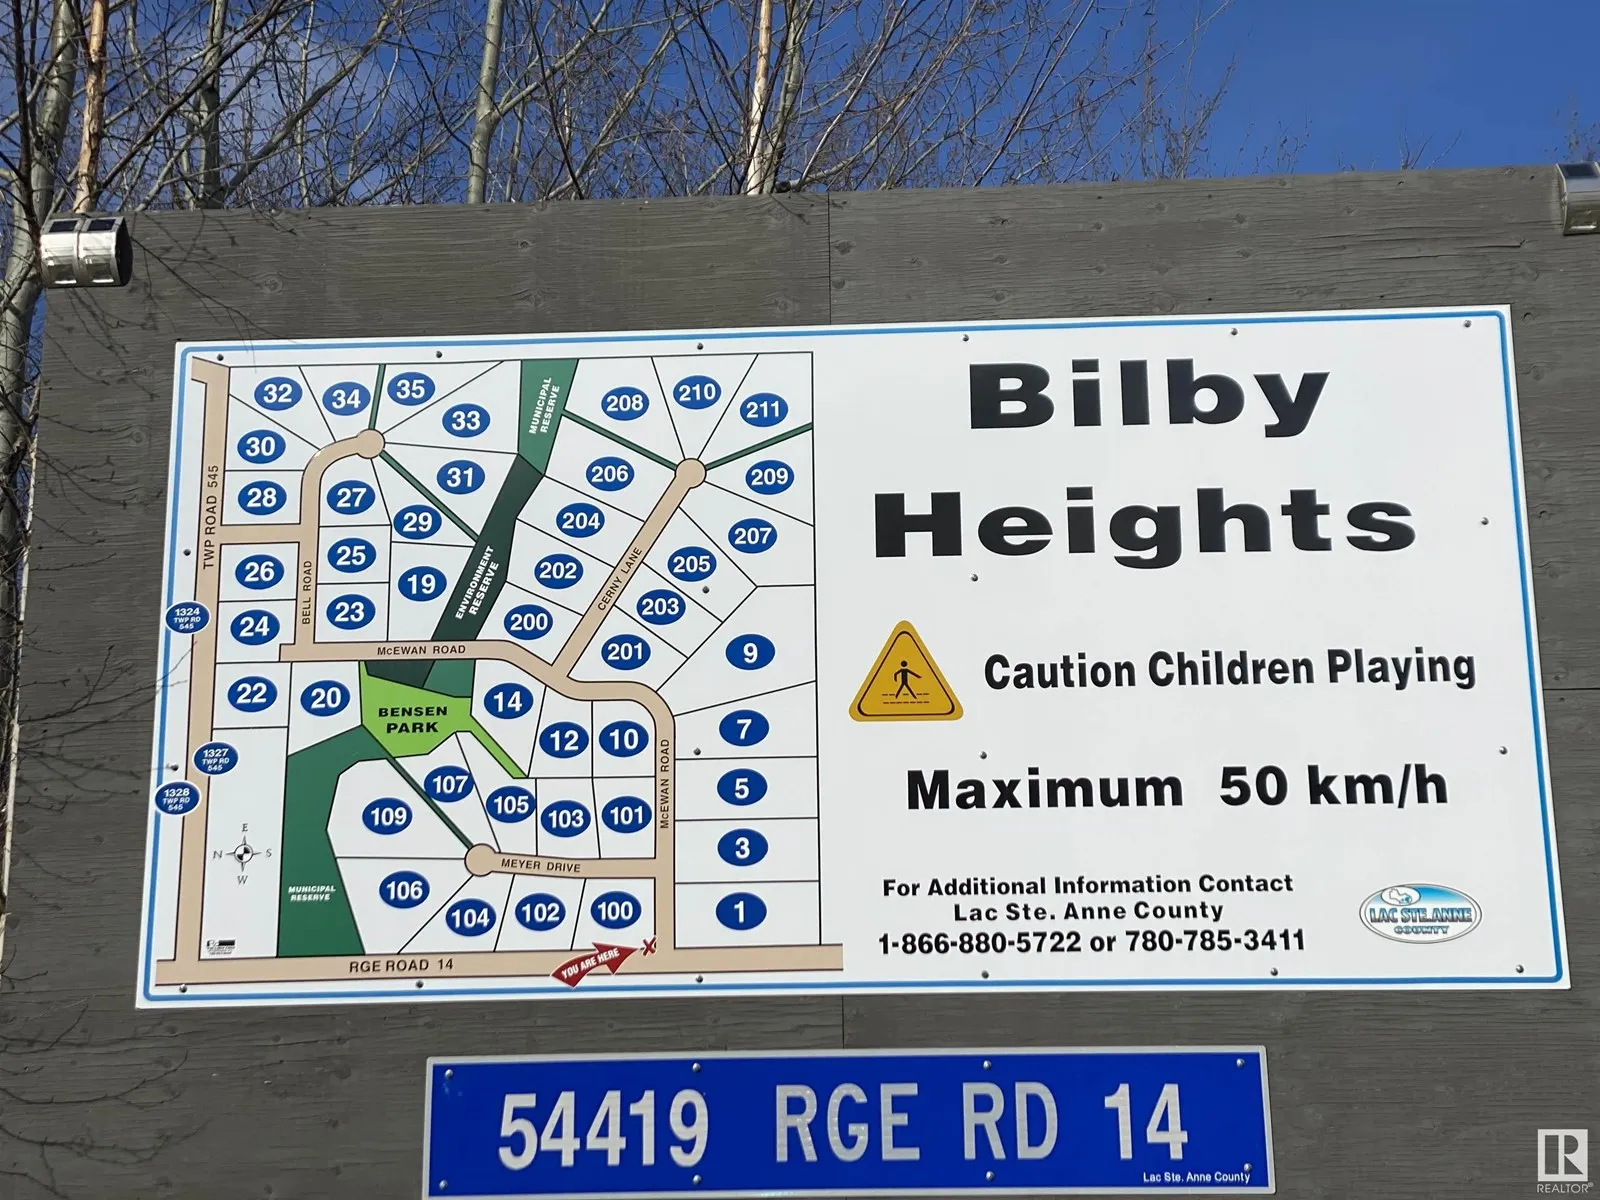 32
34
35
33
30
31
28
27
29
26
25
19
24
23
22
20
208
210
211
206
209
204
207
202
205
200
203
201
9
14
12
10
7
107
105
103
101
5
109
3
106
104
102
100
1
MUNICIPAL
RESERVE
ENVIRONMENT
RESERVE
TWP ROAD 545
BELL ROAD
CERNY LANE
McEWAN ROAD
BENSEN
PARK
McEWAN ROAD
MEYER DRIVE
MUNICIPAL
RESERVE
1324
TWP RD
545
1327
TWP RD
545
1328
TWP RD
545
E
N S
W
YOU ARE HERE X
RGE ROAD 14
Bilby
Heights
Caution Children Playing
Maximum 50 km/h
For Additional Information Contact
Lac Ste. Anne County
1-866-880-5722 or 780-785-3411
LAC STE. ANNE
COUNTY
54419 RGE RD 14
Lac Ste. Anne County
R
REALTOR®